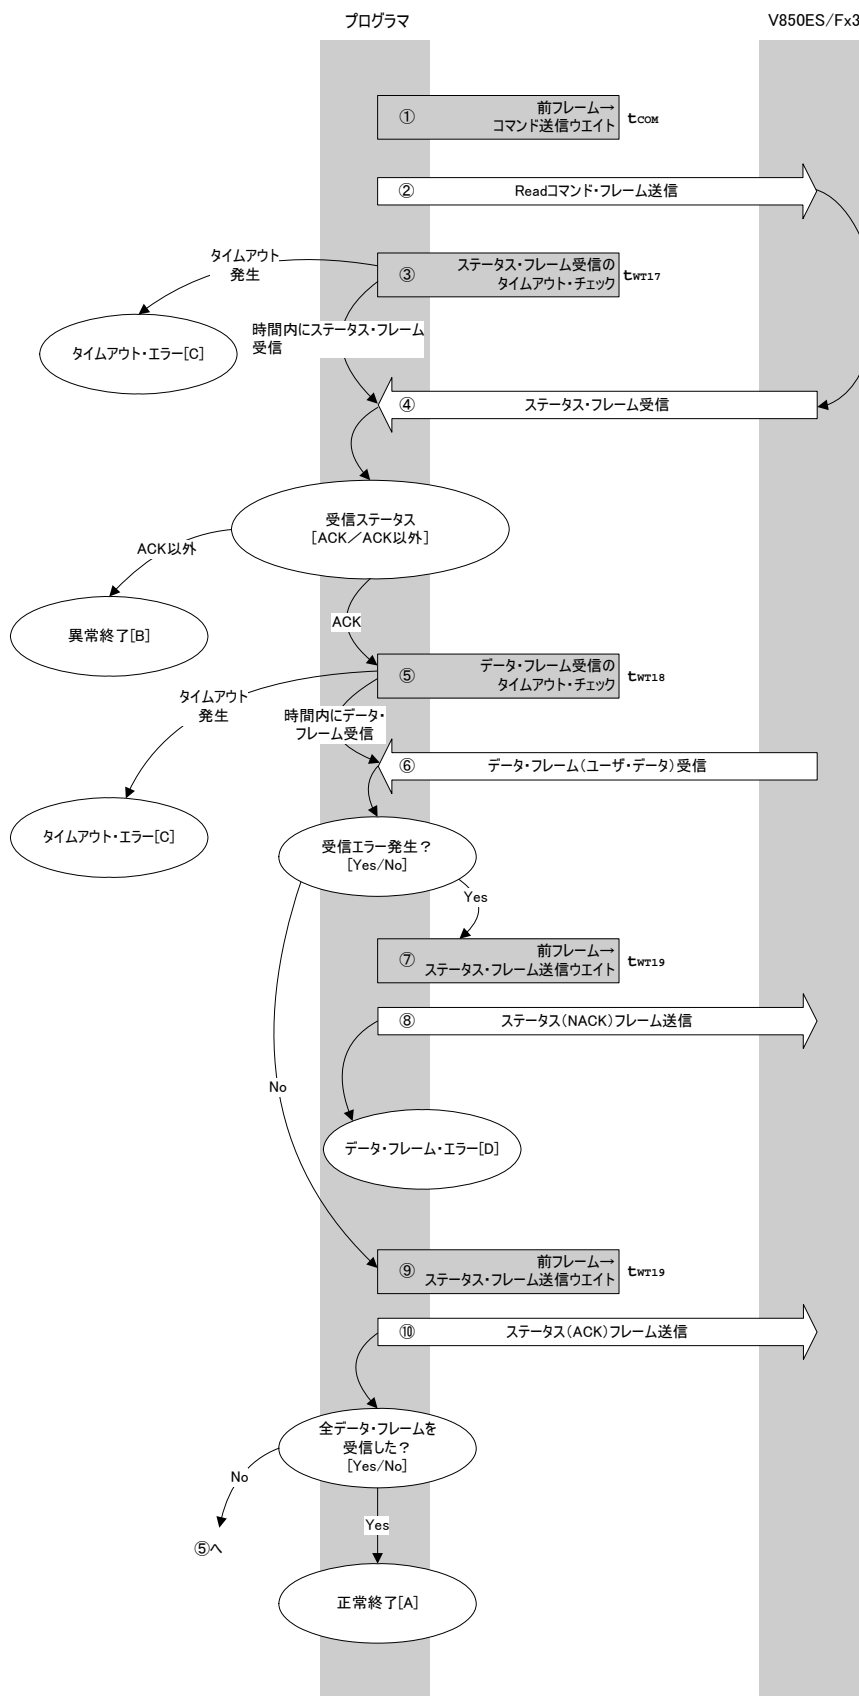 プログラマ
V850ES/Fx3
①
前フレーム→
コマンド送信ウエイト
tCOM
②
Readコマンド・フレーム送信
タイムアウト
発生
③
ステータス・フレーム受信の
タイムアウト・チェック
tWT17
時間内にステータス・フレーム
受信
タイムアウト・エラー[C]
④
ステータス・フレーム受信
受信ステータス
[ACK／ACK以外]
ACK以外
異常終了[B]
ACK
⑤
データ・フレーム受信の
タイムアウト・チェック
tWT18
タイムアウト
発生
時間内にデータ・
フレーム受信
⑥
データ・フレーム（ユーザ・データ）受信
タイムアウト・エラー[C]
受信エラー発生？
[Yes/No]
Yes
⑦
前フレーム→
ステータス・フレーム送信ウエイト
tWT19
⑧
ステータス（NACK）フレーム送信
No
データ・フレーム・エラー[D]
⑨
前フレーム→
ステータス・フレーム送信ウエイト
tWT19
⑩
ステータス（ACK）フレーム送信
全データ・フレームを
受信した？
[Yes/No]
No
Yes
⑤へ
正常終了[A]